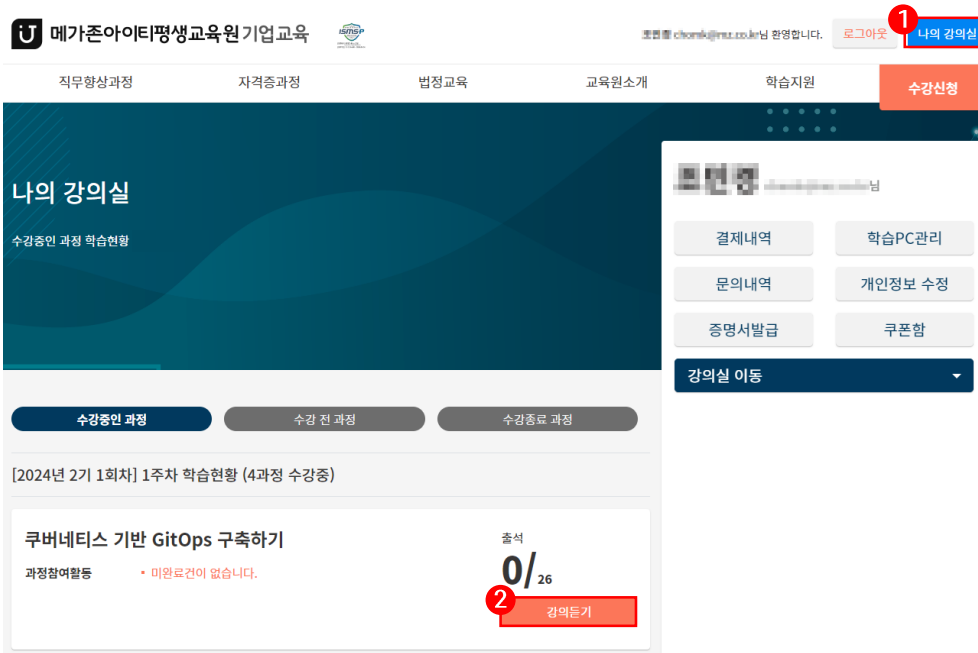 메가존아이티평생교육원 기업교육
ISMS-P
님 환영합니다.
로그아웃
1
나의 강의실
직무향상과정
자격증과정
법정교육
교육원소개
학습지원
수강신청
나의 강의실
수강중인 과정 학습현황
님
결제내역
학습PC관리
문의내역
개인정보 수정
증명서발급
쿠폰함
강의실 이동
수강중인 과정
수강 전 과정
수강종료 과정
[2024년 2기 1회차] 1주차 학습현황 (4과정 수강중)
쿠버네티스 기반 GitOps 구축하기
출석
과정참여활동
• 미완료건이 없습니다.
0/26
2
강의듣기